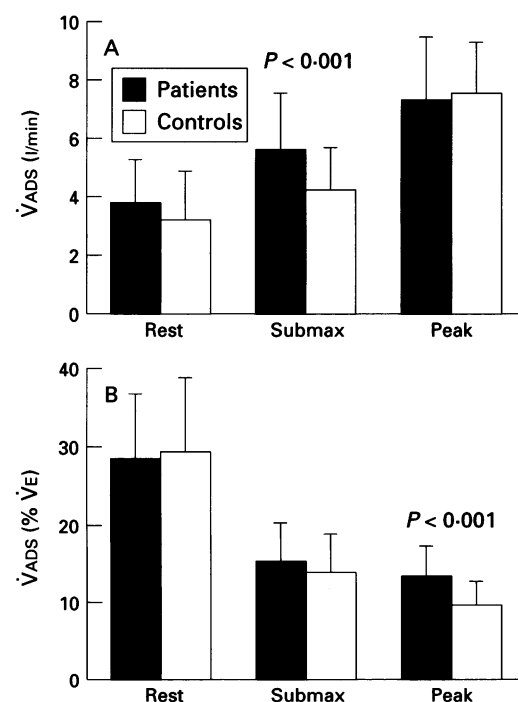 A
P < 0·001
Patients
Controls
V̇ADS (l/min)
10
8
6
4
2
0
Rest Submax Peak
B
P < 0·001
V̇ADS (% V̇E)
40
30
20
10
0
Rest Submax Peak